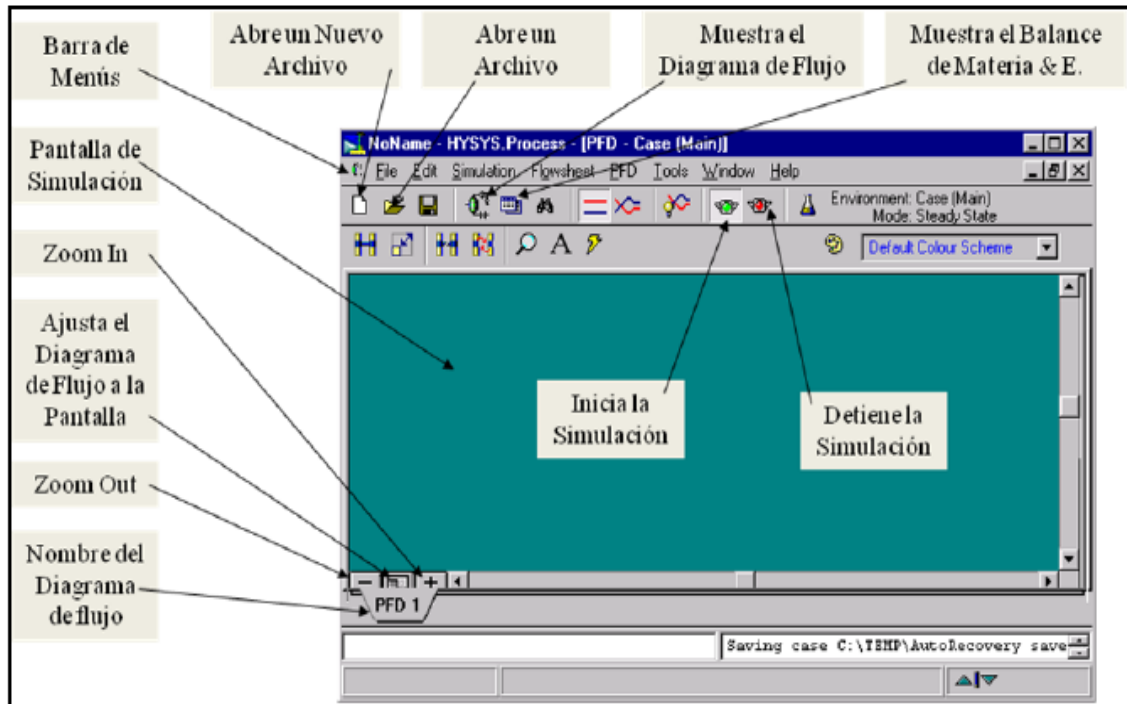 Barra de
Menús
Abre un Nuevo
Archivo
Abre un
Archivo
Muestra el
Diagrama de Flujo
Muestra el Balance
de Materia & E.
Pantalla de
Simulación
Zoom In
Ajusta el
Diagrama
de Flujo a la
Pantalla
Zoom Out
Nombre del
Diagrama
de flujo
NoName - HYSYS.Process - [PFD - Case (Main)]
File Edit Simulation Flowsheet PFD Tools Window Help
Environment: Case (Main)
Mode: Steady State
A
Default Colour Scheme
Inicia la
Simulación
Detiene la
Simulación
PFD 1
Saving case C:\TEMP\AutoRecovery save